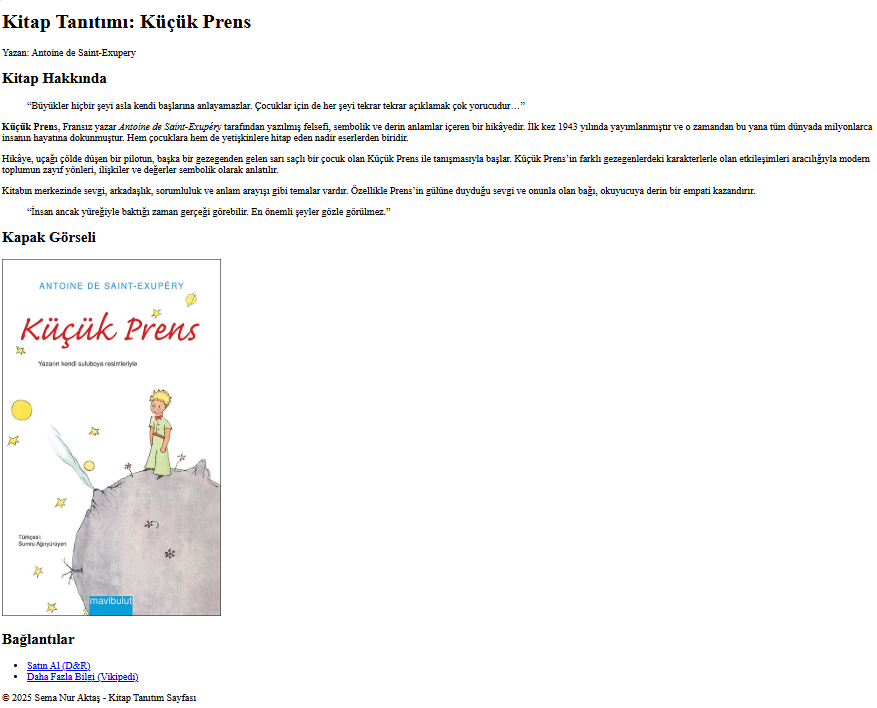 Kitap Tanıtımı: Küçük Prens
Yazan: Antoine de Saint-Exupery
Kitap Hakkında
“Büyükler hiçbir şeyi asla kendi başlarına anlayamazlar. Çocuklar için de her şeyi tekrar tekrar açıklamak çok yorucudur…”
Küçük Prens, Fransız yazar Antoine de Saint-Exupéry tarafından yazılmış felsefi, sembolik ve derin anlamlar içeren bir hikâyedir. İlk kez 1943 yılında yayımlanmıştır ve o zamandan bu yana tüm dünyada milyonlarca
insanın hayatına dokunmuştur. Hem çocuklara hem de yetişkinlere hitap eden nadir eserlerden biridir.
Hikâye, uçağı çölde düşen bir pilotun, başka bir gezegenden gelen sarı saçlı bir çocuk olan Küçük Prens ile tanışmasıyla başlar. Küçük Prens’in farklı gezegenlerdeki karakterlerle olan etkileşimleri aracılığıyla modern
toplumun zayıf yönleri, ilişkiler ve değerler sembolik olarak anlatılır.
Kitabın merkezinde sevgi, arkadaşlık, sorumluluk ve anlam arayışı gibi temalar vardır. Özellikle Prens’in gülüne duyduğu sevgi ve onunla olan bağı, okuyucuya derin bir empati kazandırır.
“İnsan ancak yüreğiyle baktığı zaman gerçeği görebilir. En önemli şeyler gözle görülmez.”
Kapak Görseli
ANTOINE DE SAINT-EXUPÉRY
Küçük Prens
Yazarın kendi suluboya resimleriyle
Türkçesi:
Sumru Ağıryürüyen
mavibulut
Bağlantılar
Satın Al (D&R)
Daha Fazla Bilgi (Vikipedi)
© 2025 Sema Nur Aktaş - Kitap Tanıtım Sayfası